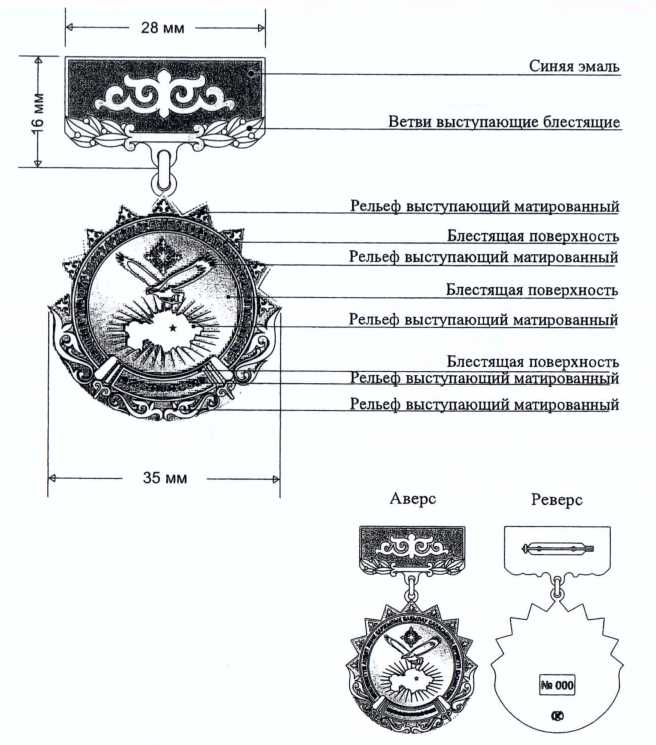 28 мм
Синяя эмаль
16 мм
Ветви выступающие блестящие
Рельеф выступающий матированный
Блестящая поверхность
Рельеф выступающий матированный
Блестящая поверхность
Рельеф выступающий матированный
Блестящая поверхность
Рельеф выступающий матированный
Рельеф выступающий матированный
35 мм
Аверс
Реверс
№ 000